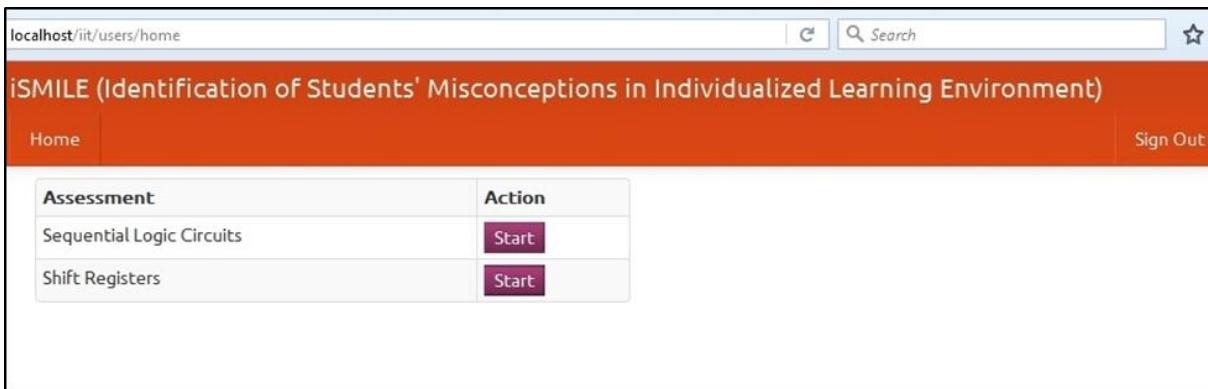 localhost/iit/users/home Search
iSMILE (Identification of Students' Misconceptions in Individualized Learning Environment)
Home Sign Out
Assessment Action
Sequential Logic Circuits Start
Shift Registers Start